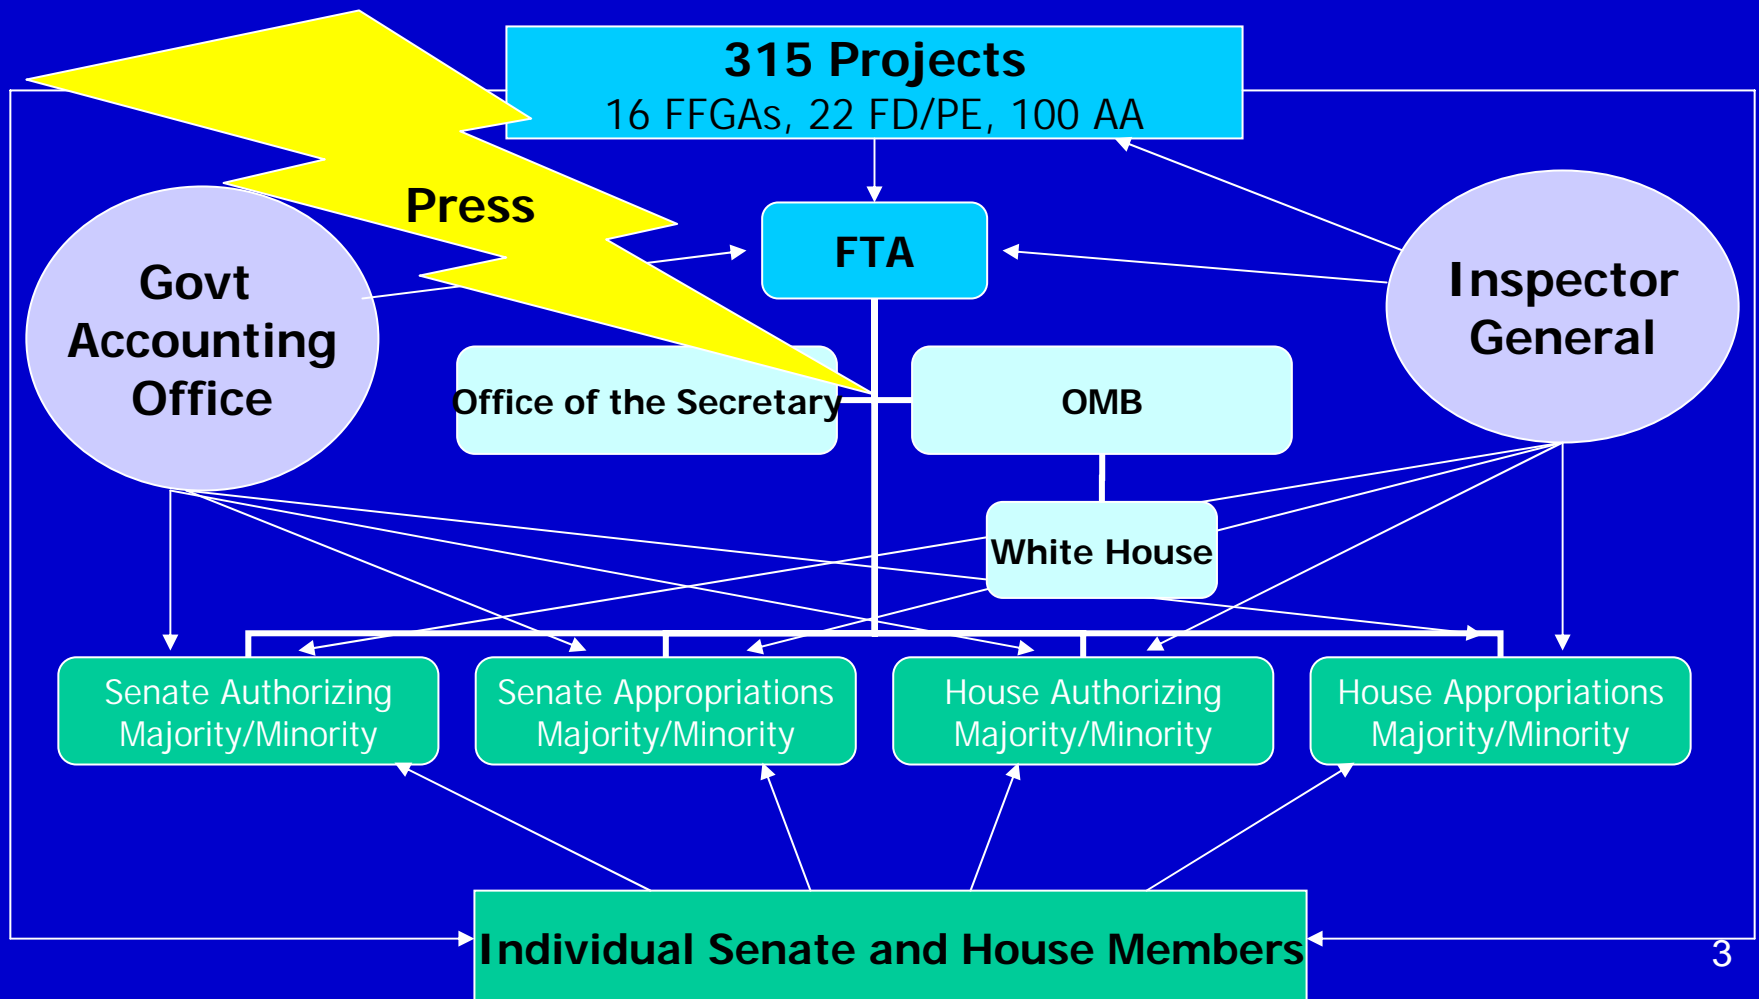 315 Projects
16 FFGAs, 22 FD/PE, 100 AA
Press
FTA
Govt
Accounting
Office
Inspector
General
Office of the Secretary
OMB
White House
Senate Authorizing
Majority/Minority
Senate Appropriations
Majority/Minority
House Authorizing
Majority/Minority
House Appropriations
Majority/Minority
Individual Senate and House Members
3